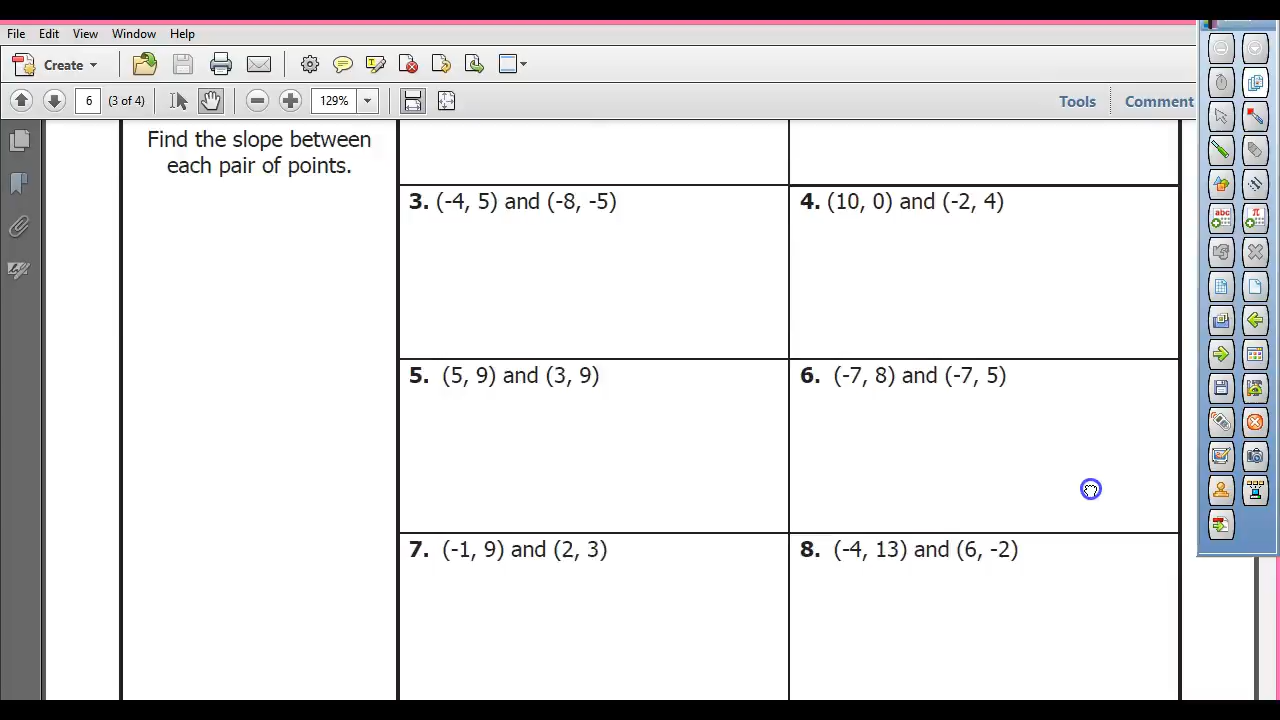 File Edit View Window Help
Create
6 (3 of 4) 129% Tools Comment
Find the slope between
each pair of points.
3. (-4, 5) and (-8, -5)
4. (10, 0) and (-2, 4)
5. (5, 9) and (3, 9)
6. (-7, 8) and (-7, 5)
7. (-1, 9) and (2, 3)
8. (-4, 13) and (6, -2)
abc
π